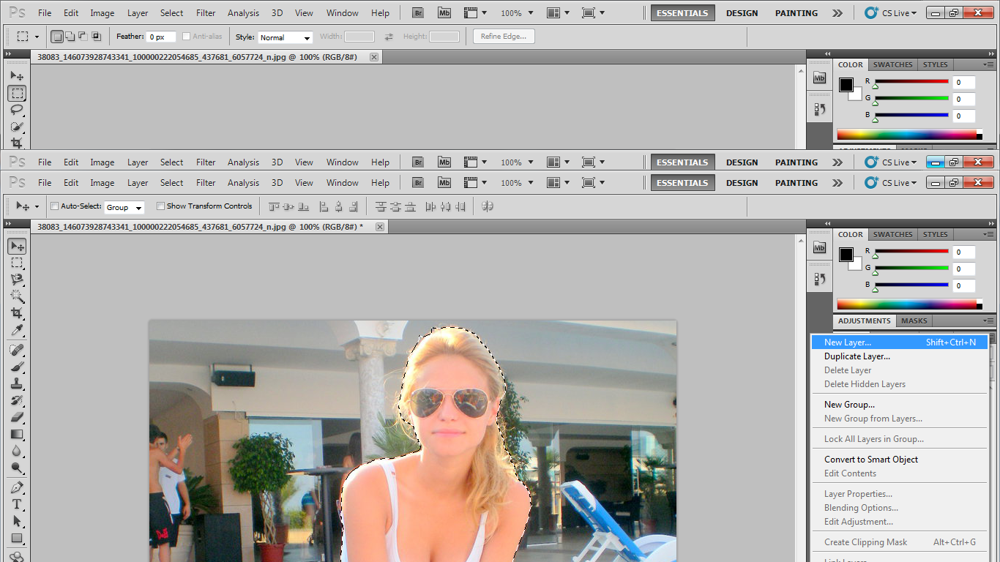 Ps File Edit Image Layer Select Filter Analysis 3D View Window Help Br Mb 100% ESSENTIALS DESIGN PAINTING CS Live
Feather: 0 px Anti-alias Style: Normal Width: Height: Refine Edge...
38083_146073928743341_100000222054685_437681_6057724_n.jpg @ 100% (RGB/8#)
COLOR SWATCHES STYLES
Mb
R 0
G 0
B 0
Ps File Edit Image Layer Select Filter Analysis 3D View Window Help Br Mb 100% ESSENTIALS DESIGN PAINTING CS Live
Ps File Edit Image Layer Select Filter Analysis 3D View Window Help Br Mb 100% ESSENTIALS DESIGN PAINTING CS Live
Auto-Select: Group Show Transform Controls
38083_146073928743341_100000222054685_437681_6057724_n.jpg @ 100% (RGB/8#) *
COLOR SWATCHES STYLES
Mb
R 0
G 0
B 0
ADJUSTMENTS MASKS
New Layer... Shift+Ctrl+N
Duplicate Layer...
Delete Layer
Delete Hidden Layers
New Group...
New Group from Layers...
Lock All Layers in Group...
Convert to Smart Object
Edit Contents
Layer Properties...
Blending Options...
Edit Adjustment...
Create Clipping Mask Alt+Ctrl+G